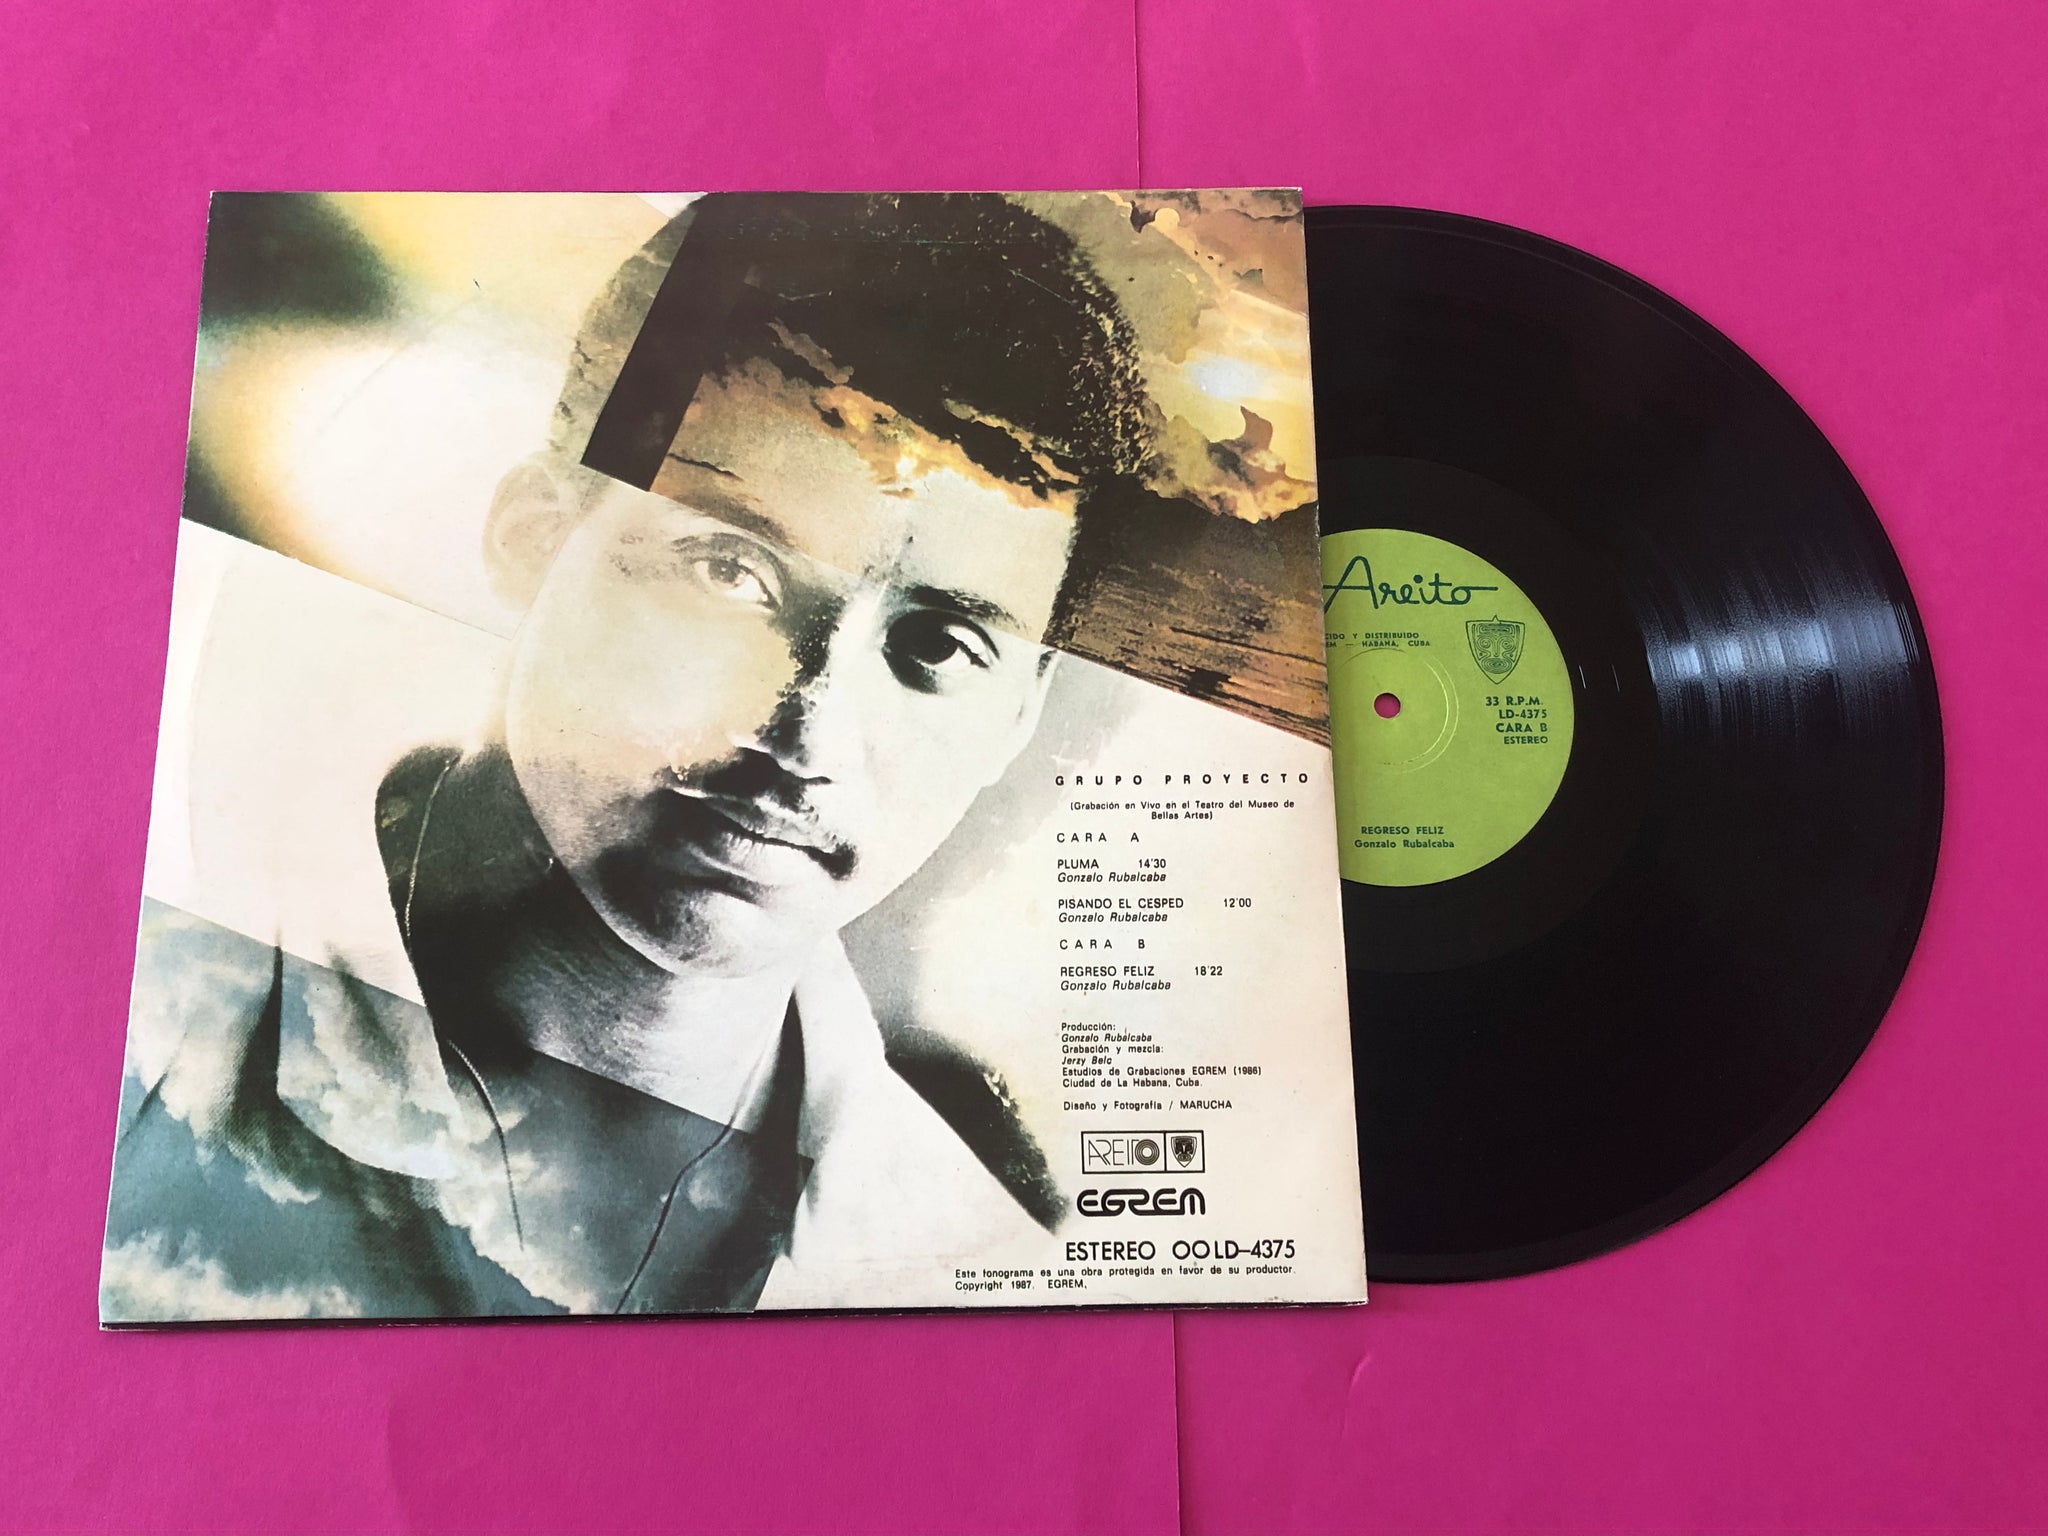 GRUPO PROYECTO
(Grabación en Vivo en el Teatro del Museo de
Bellas Artes)
CARA A
PLUMA 14'30
Gonzalo Rubalcaba
PISANDO EL CESPED 12'00
Gonzalo Rubalcaba
CARA B
REGRESO FELIZ 18'22
Gonzalo Rubalcaba
Producción:
Gonzalo Rubalcaba
Grabación y mezcla:
Jerzy Belc
Estudios de Grabaciones EGREM (1986)
Ciudad de La Habana, Cuba.
Diseño y Fotografía / MARUCHA
AREITO
EGREM
ESTEREO OO LD-4375
Este fonograma es una obra protegida en favor de su productor.
Copyright 1987. EGREM,
Areito
CIDO Y DISTRIBUIDO
EM — HABANA, CUBA
33 R.P.M.
LD-4375
CARA B
ESTEREO
REGRESO FELIZ
Gonzalo Rubalcaba